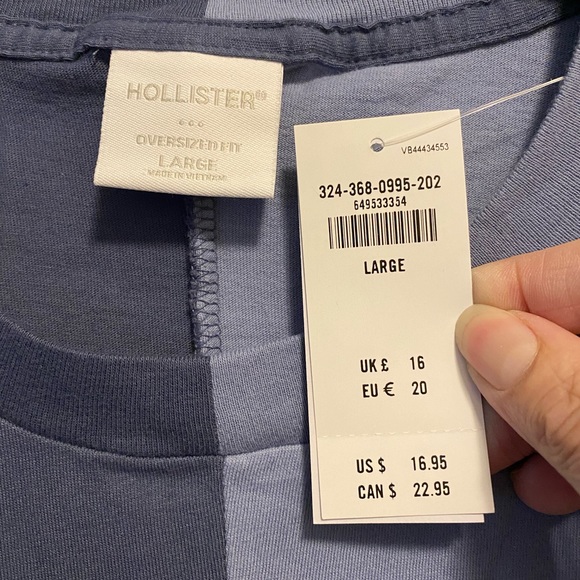 HOLLISTER
OVERSIZED FIT
LARGE
MADE IN VIETNAM
VB44434553
324-368-0995-202
649533354
LARGE
UK £ 16
EU € 20
US $ 16.95
CAN $ 22.95